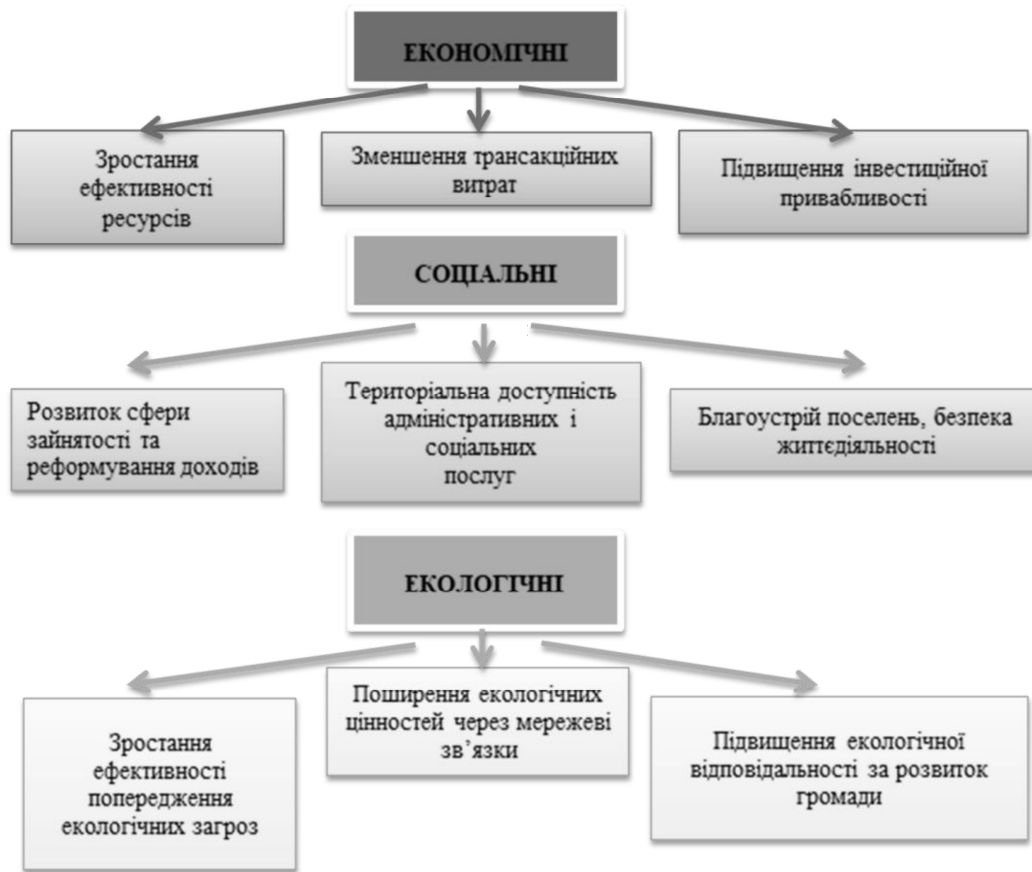 ЕКОНОМІЧНІ
Зростання
ефективності
ресурсів
Зменшення трансакційних
витрат
Підвищення інвестиційної
привабливості
СОЦІАЛЬНІ
Розвиток сфери
зайнятості та
реформування доходів
Територіальна доступність
адміністративних і
соціальних
послуг
Благоустрій поселень, безпека
життєдіяльності
ЕКОЛОГІЧНІ
Зростання
ефективності
попередження
екологічних загроз
Поширення екологічних
цінностей через мережеві
зв’язки
Підвищення екологічної
відповідальності за розвиток
громади